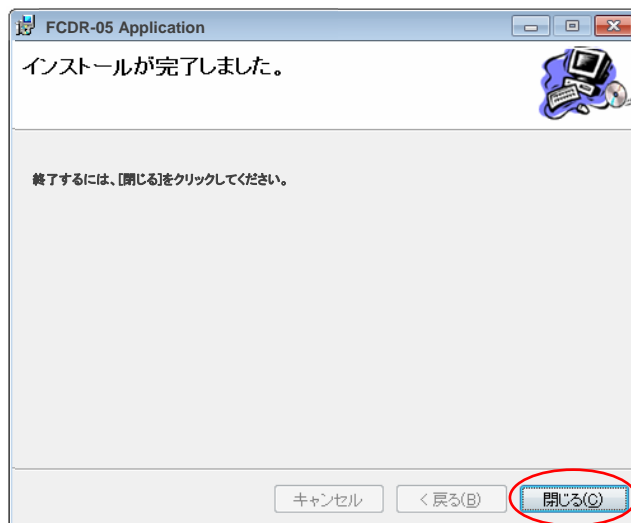 FCDR-05 Application
インストールが完了しました。
終了するには、[閉じる]をクリックしてください。
キャンセル
< 戻る(B)
閉じる(C)